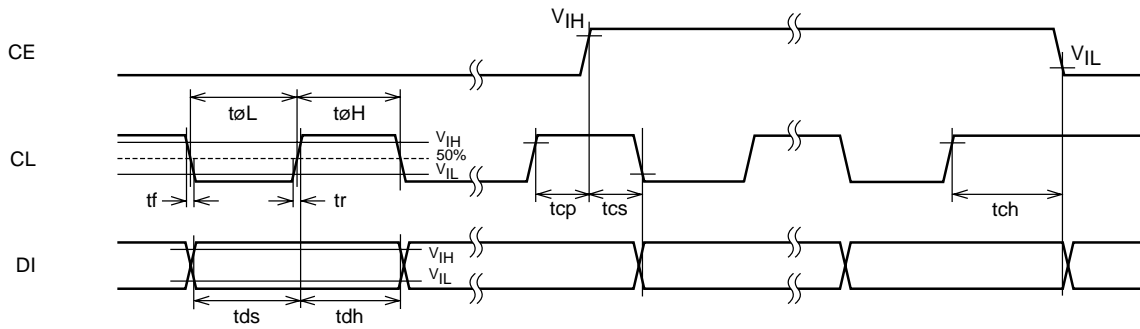 CE
VIH
VIL
tøL
tøH
CL
VIH
50%
VIL
tf
tr
tcp
tcs
tch
DI
VIH
VIL
tds
tdh